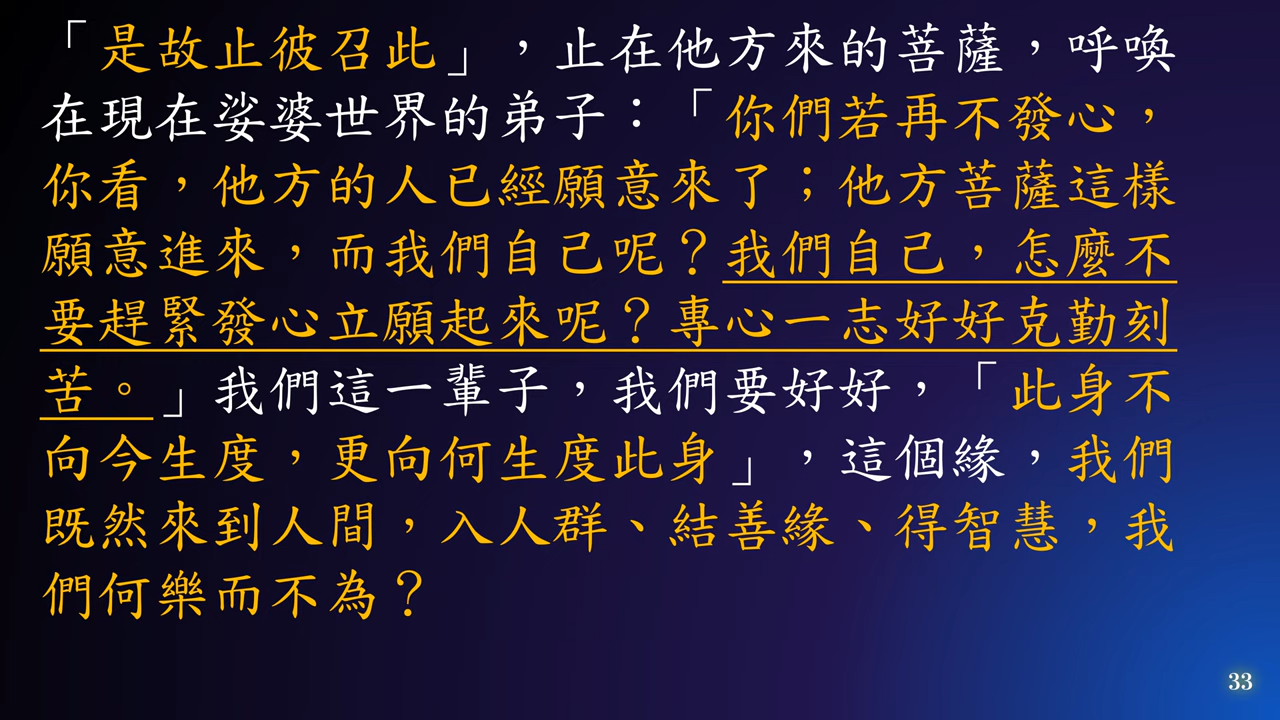 「是故止彼召此」，止在他方來的菩薩，呼喚
在現在娑婆世界的弟子：「你們若再不發心，
你看，他方的人已經願意來了；他方菩薩這樣
願意進來，而我們自己呢？我們自己，怎麼不
要趕緊發心立願起來呢？專心一志好好克勤刻
苦。」我們這一輩子，我們要好好，「此身不
向今生度，更向何生度此身」，這個緣，我們
既然來到人間，入人群、結善緣、得智慧，我
們何樂而不為？
33